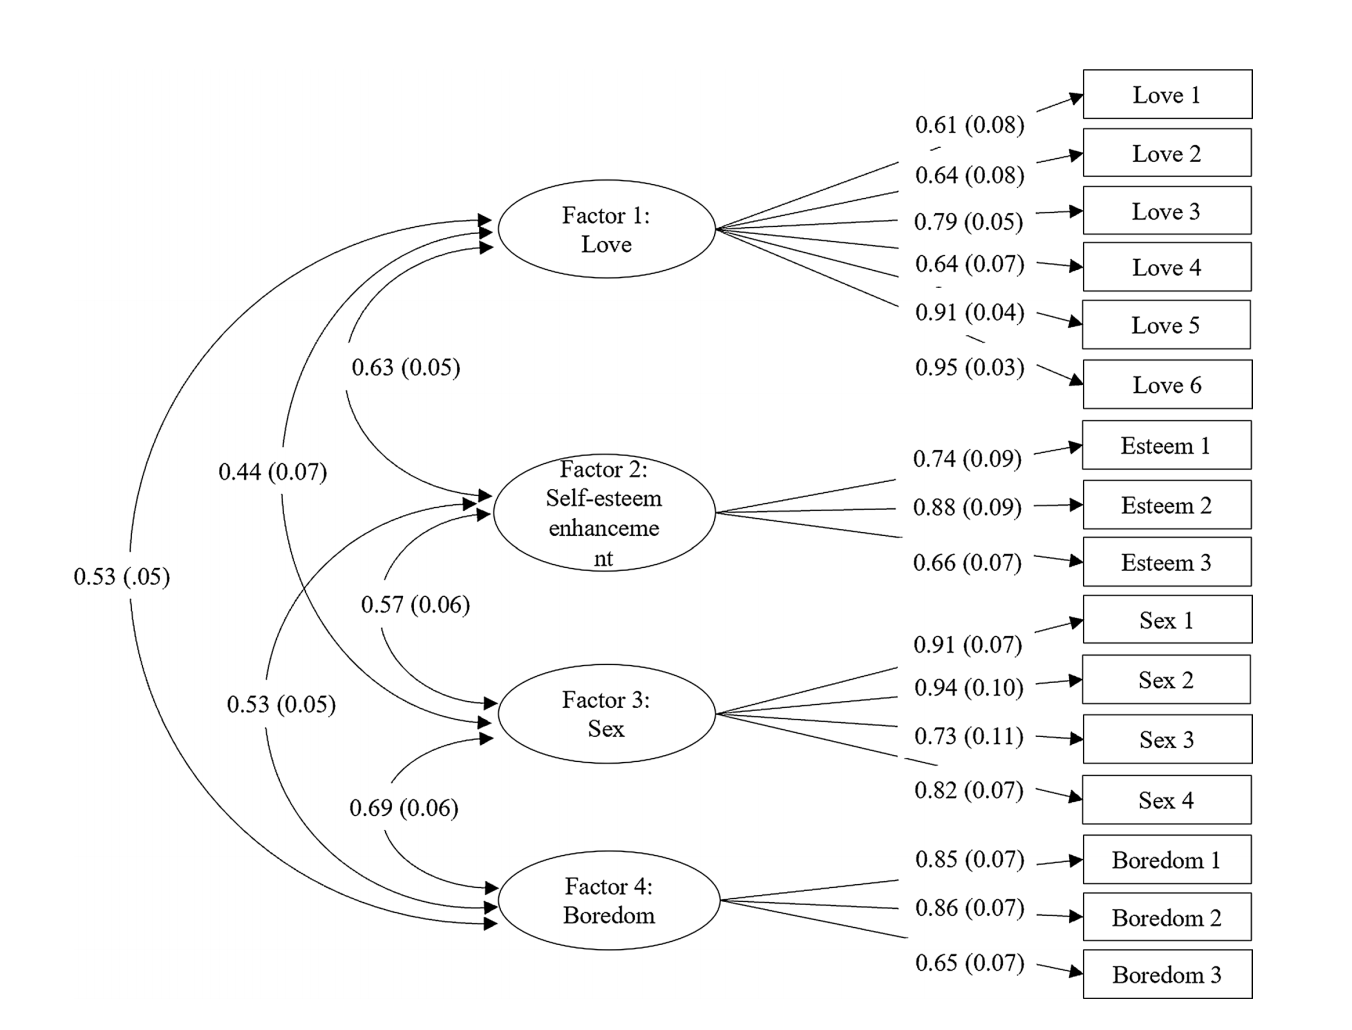 Love 1
0.61 (0.08)
Love 2
0.64 (0.08)
Love 3
0.79 (0.05)
Love 4
0.64 (0.07)
Love 5
0.91 (0.04)
Love 6
0.95 (0.03)
Factor 1:
Love
0.63 (0.05)
0.44 (0.07)
0.53 (.05)
Esteem 1
0.74 (0.09)
Esteem 2
0.88 (0.09)
Esteem 3
0.66 (0.07)
Factor 2:
Self-esteem
enhanceme
nt
0.57 (0.06)
0.53 (0.05)
Sex 1
0.91 (0.07)
Sex 2
0.94 (0.10)
Sex 3
0.73 (0.11)
Sex 4
0.82 (0.07)
Factor 3:
Sex
0.69 (0.06)
Boredom 1
0.85 (0.07)
Boredom 2
0.86 (0.07)
Boredom 3
0.65 (0.07)
Factor 4:
Boredom